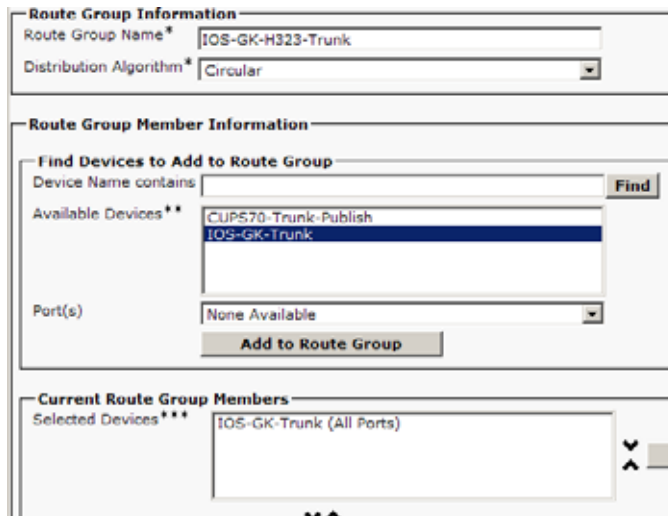 Route Group Information
Route Group Name* IOS-GK-H323-Trunk
Distribution Algorithm* Circular
Route Group Member Information
Find Devices to Add to Route Group
Device Name contains Find
Available Devices** CUPS70-Trunk-Publish
IOS-GK-Trunk
Port(s) None Available
Add to Route Group
Current Route Group Members
Selected Devices*** IOS-GK-Trunk (All Ports)